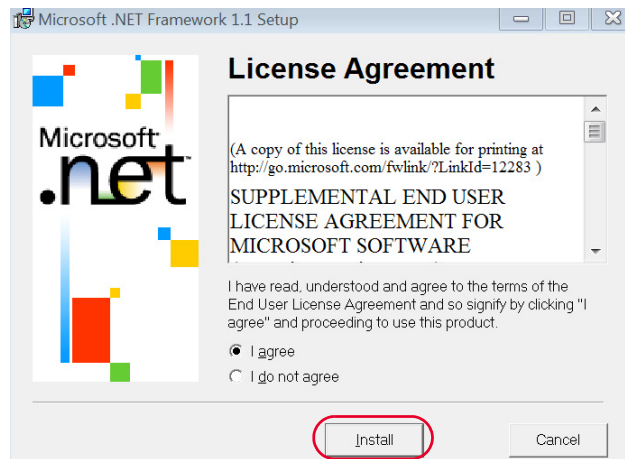 Microsoft .NET Framework 1.1 Setup
License Agreement
Microsoft
.net
(A copy of this license is available for printing at
http://go.microsoft.com/fwlink/?LinkId=12283 )
SUPPLEMENTAL END USER
LICENSE AGREEMENT FOR
MICROSOFT SOFTWARE
I have read, understood and agree to the terms of the
End User License Agreement and so signify by clicking "I
agree" and proceeding to use this product.
I agree
I do not agree
Install
Cancel